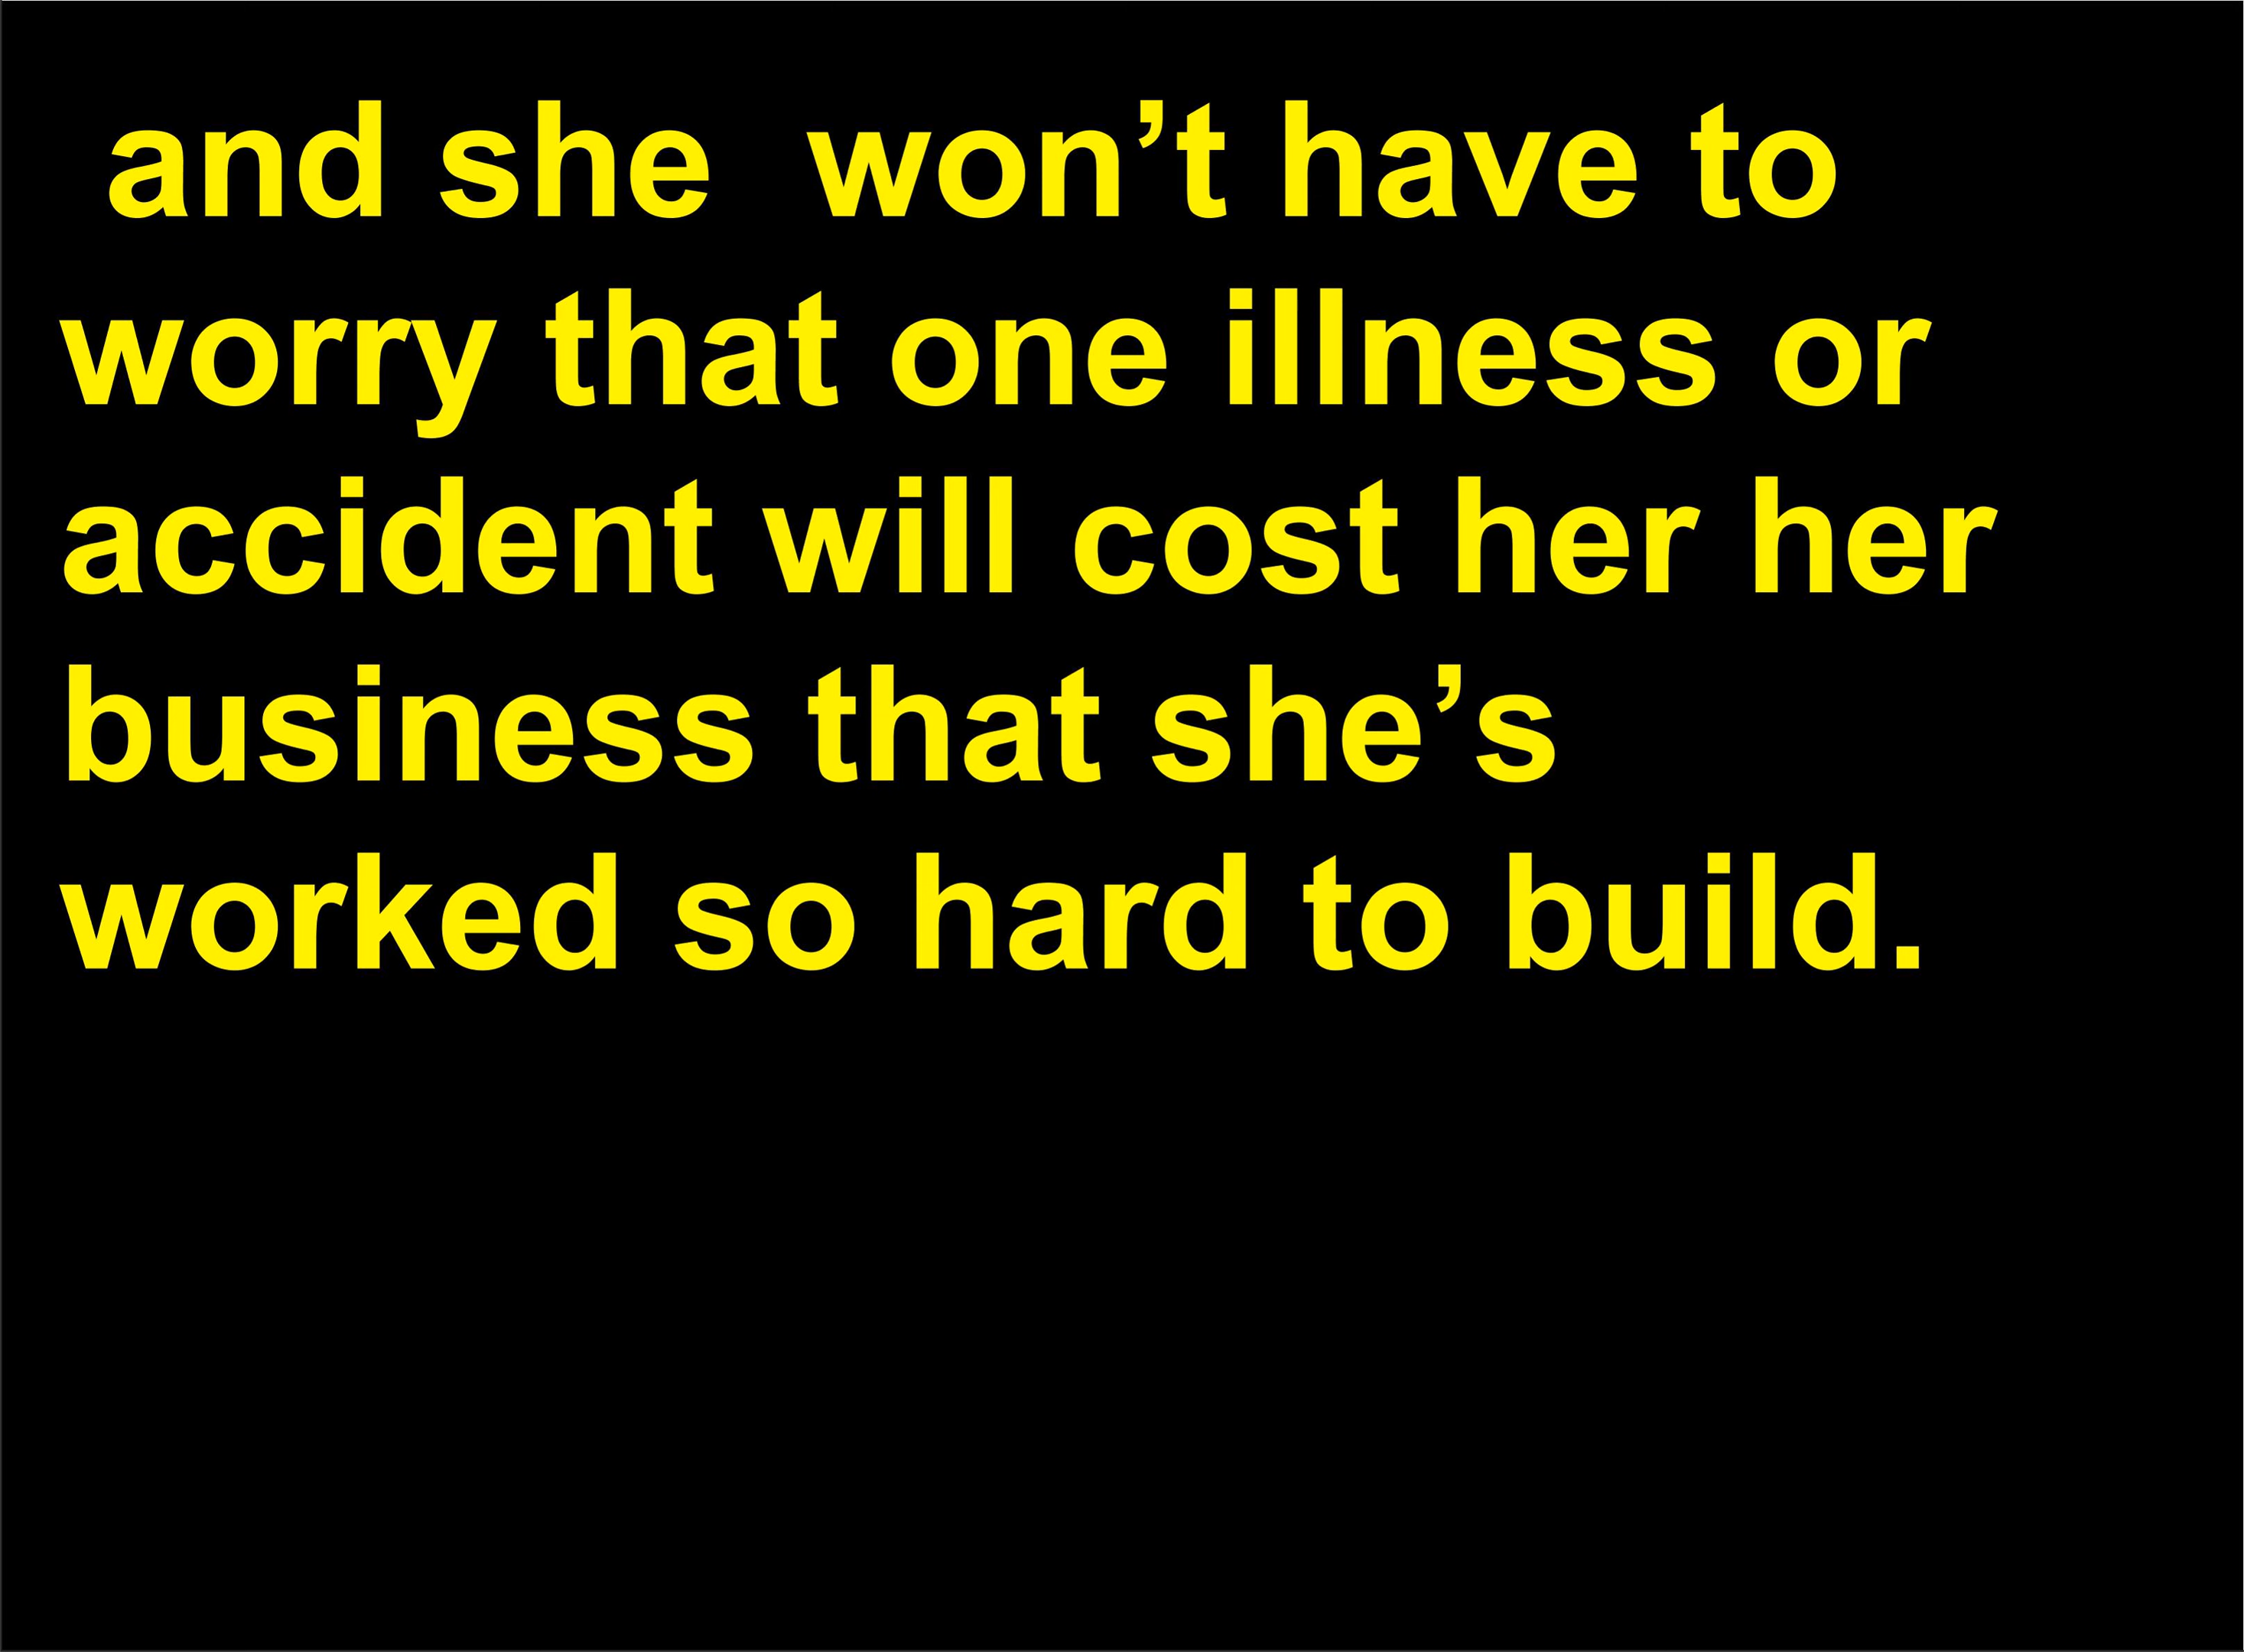 and she  won’t have to
worry that one illness or
accident will cost her her
business that she’s
worked so hard to build.